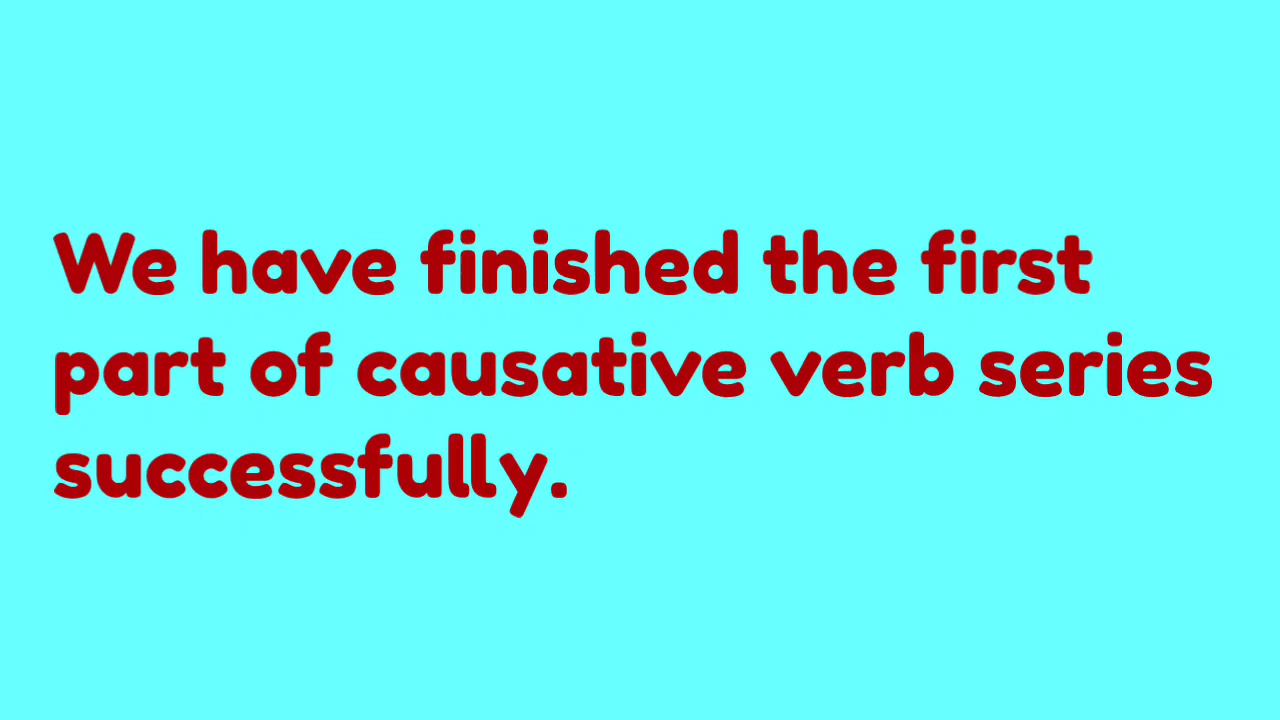 We have finished the first
part of causative verb series
successfully.